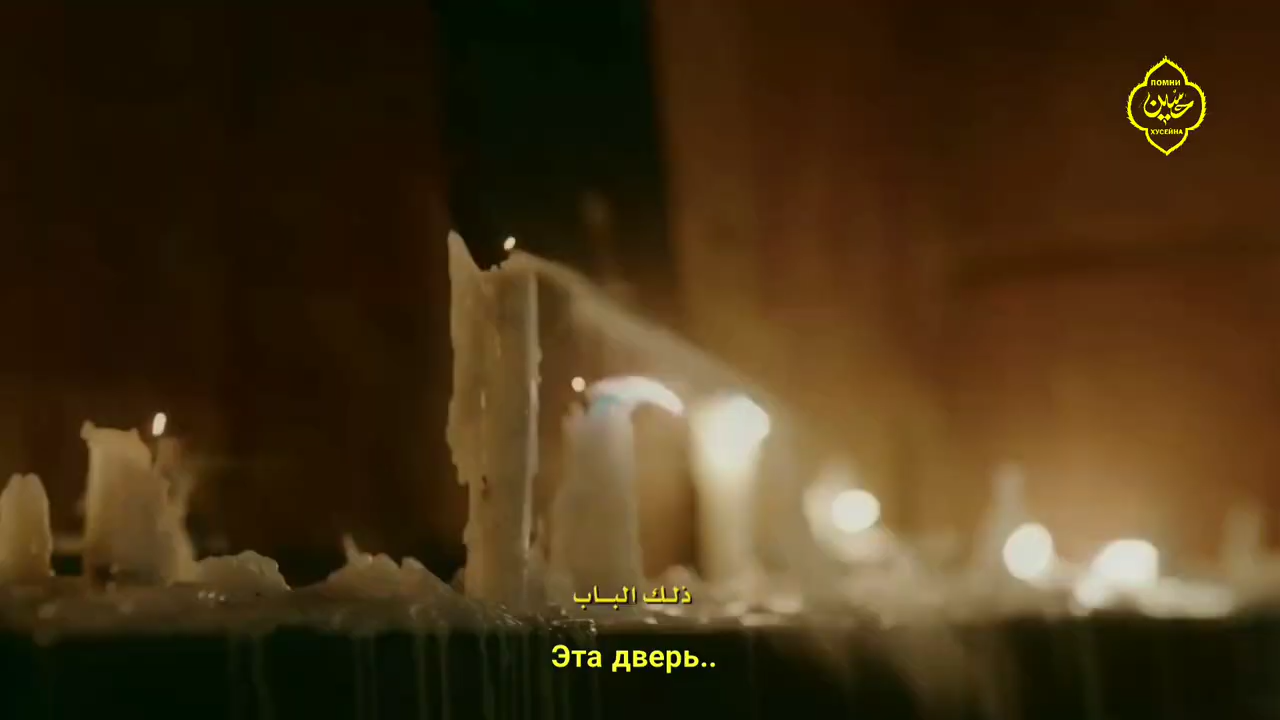 ПОМНИ
حسين
ХУСЕЙНА
ذلك الباب
Эта дверь..